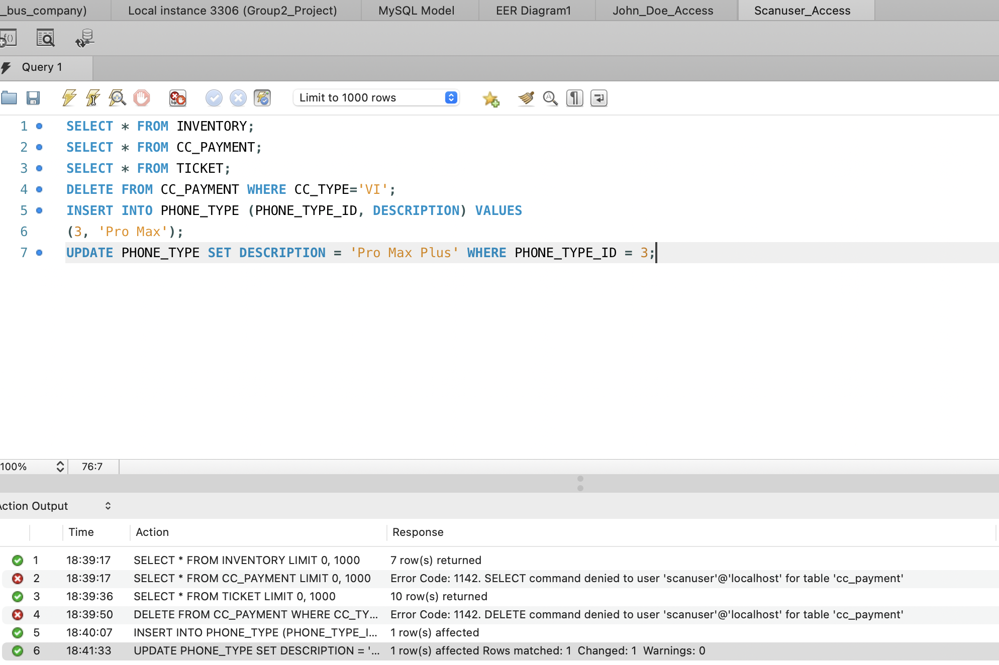 _bus_company) Local instance 3306 (Group2_Project) MySQL Model EER Diagram1 John_Doe_Access Scanuser_Access
f()
Query 1
Limit to 1000 rows
1 SELECT * FROM INVENTORY;
2 SELECT * FROM CC_PAYMENT;
3 SELECT * FROM TICKET;
4 DELETE FROM CC_PAYMENT WHERE CC_TYPE='VI';
5 INSERT INTO PHONE_TYPE (PHONE_TYPE_ID, DESCRIPTION) VALUES
6 (3, 'Pro Max');
7 UPDATE PHONE_TYPE SET DESCRIPTION = 'Pro Max Plus' WHERE PHONE_TYPE_ID = 3;
100% 76:7
Action Output
Time Action Response
1 18:39:17 SELECT * FROM INVENTORY LIMIT 0, 1000 7 row(s) returned
2 18:39:17 SELECT * FROM CC_PAYMENT LIMIT 0, 1000 Error Code: 1142. SELECT command denied to user 'scanuser'@'localhost' for table 'cc_payment'
3 18:39:36 SELECT * FROM TICKET LIMIT 0, 1000 10 row(s) returned
4 18:39:50 DELETE FROM CC_PAYMENT WHERE CC_TY... Error Code: 1142. DELETE command denied to user 'scanuser'@'localhost' for table 'cc_payment'
5 18:40:07 INSERT INTO PHONE_TYPE (PHONE_TYPE_I... 1 row(s) affected
6 18:41:33 UPDATE PHONE_TYPE SET DESCRIPTION = '... 1 row(s) affected Rows matched: 1 Changed: 1 Warnings: 0